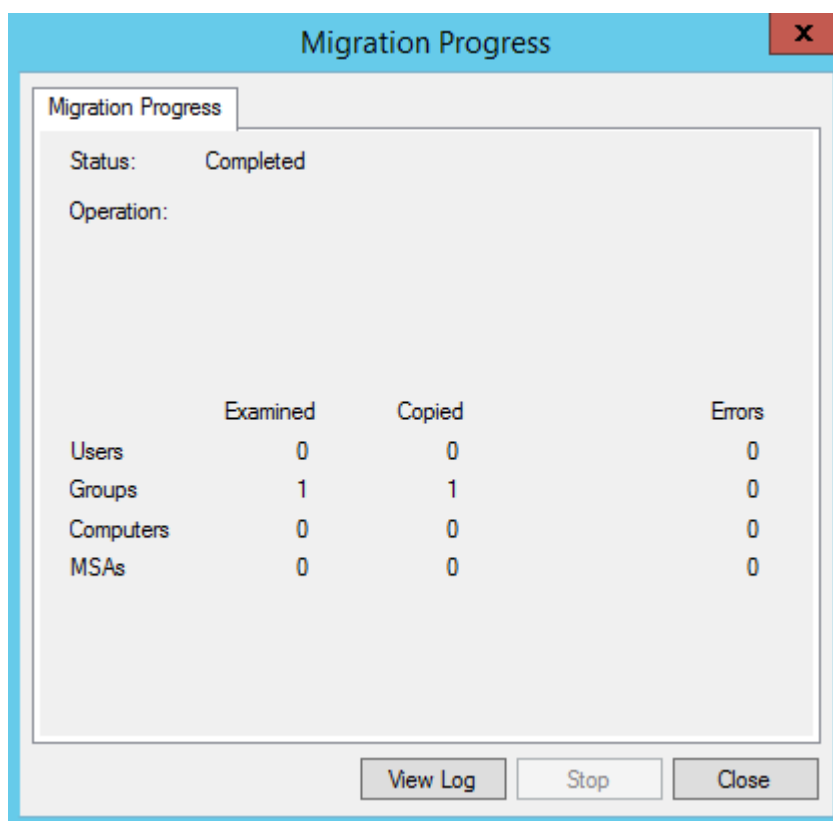 Migration Progress
x
Migration Progress
Status: Completed
Operation:
Examined Copied Errors
Users 0 0 0
Groups 1 1 0
Computers 0 0 0
MSAs 0 0 0
View Log Stop Close